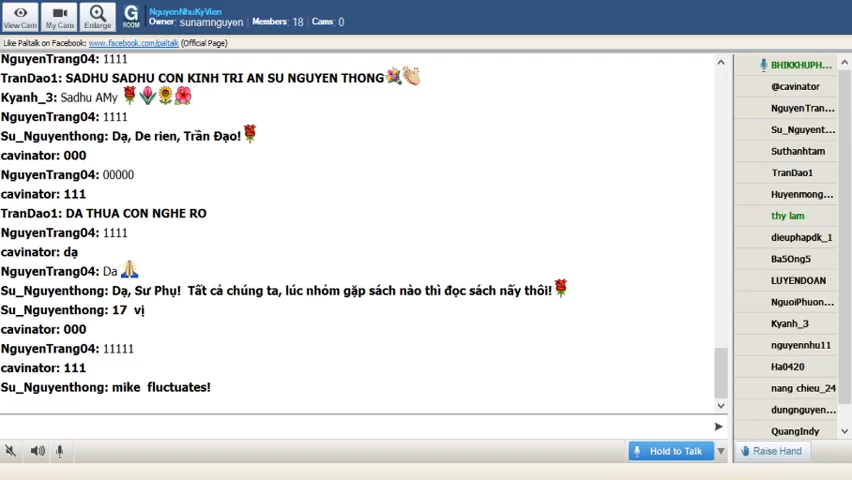 View Cam
My Cam
Enlarge
G
ROOM
NguyenNhuKyVien
Owner: sunamnguyen Members: 18 Cams: 0
Like Paltalk on Facebook: www.facebook.com/paltalk (Official Page)
NguyenTrang04: 1111
TranDao1: SADHU SADHU CON KINH TRI AN SU NGUYEN THONG
Kyanh_3: Sadhu AMy
NguyenTrang04: 1111
Su_Nguyenthong: Dạ, De rien, Trần Đạo!
cavinator: 000
NguyenTrang04: 00000
cavinator: 111
TranDao1: DA THUA CON NGHE RO
NguyenTrang04: 1111
cavinator: dạ
NguyenTrang04: Da
Su_Nguyenthong: Dạ, Sư Phụ! Tất cả chúng ta, lúc nhỏm gặp sách nào thì đọc sách nấy thôi!
Su_Nguyenthong: 17 vị
cavinator: 000
NguyenTrang04: 11111
cavinator: 111
Su_Nguyenthong: mike fluctuates!
BHIKKHUPH...
@cavinator
NguyenTran...
Su_Nguyent...
Suthanhtam
TranDao1
Huyenmong...
thy lam
dieuphapdk_1
Ba5Ong5
LUYENDOAN
NguoiPhuon...
Kyanh_3
nguyennhu11
Ha0420
nang chieu_24
dungnguyen...
QuangIndy
Hold to Talk
Raise Hand